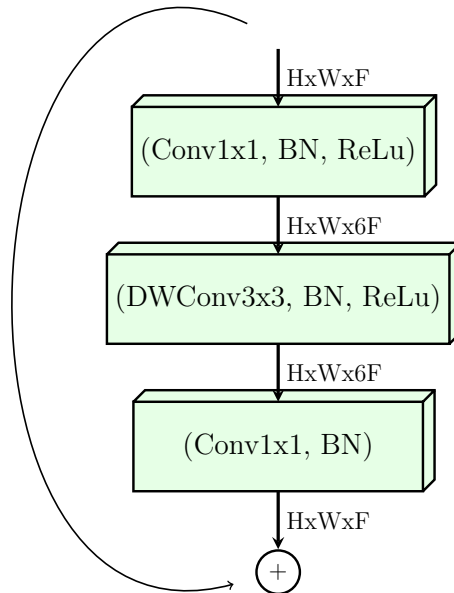 HxWxF
(Conv1x1, BN, ReLu)
HxWx6F
(DWConv3x3, BN, ReLu)
HxWx6F
(Conv1x1, BN)
HxWxF
+